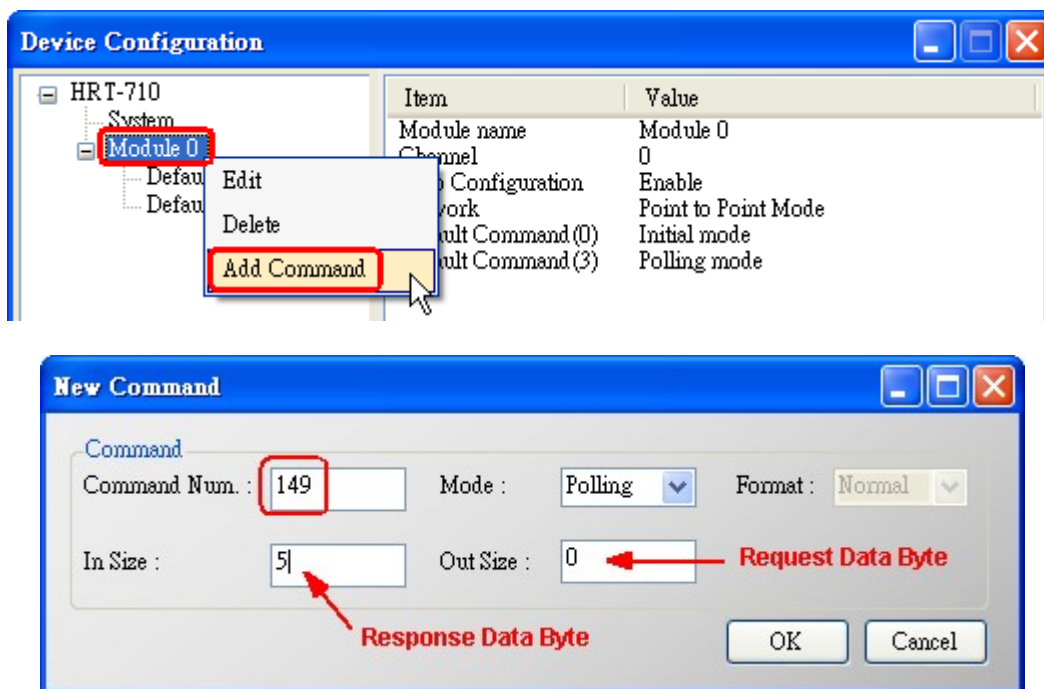 Device Configuration
HRT-710
System
Module 0
Defau
Defau
Edit
Delete
Add Command
Item Value
Module name Module 0
Channel 0
Configuration Enable
work Point to Point Mode
ult Command(0) Initial mode
ult Command(3) Polling mode
New Command
Command
Command Num. : 149 Mode : Polling Format : Normal
In Size : 5 Out Size : 0 Request Data Byte
Response Data Byte
OK Cancel